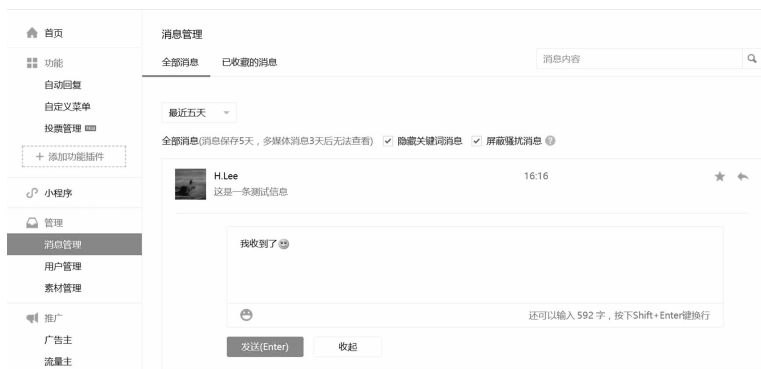 首页
功能
自动回复
自定义菜单
投票管理
+ 添加功能插件
小程序
管理
消息管理
用户管理
素材管理
推广
广告主
流量主
消息管理
全部消息 已收藏的消息
消息内容
最近五天
全部消息(消息保存5天，多媒体消息3天后无法查看) 隐藏关键词消息 屏蔽骚扰消息 ?
H.Lee 16:16
这是一条测试信息
我收到了
还可以输入 592 字，按下Shift+Enter键换行
发送(Enter) 收起